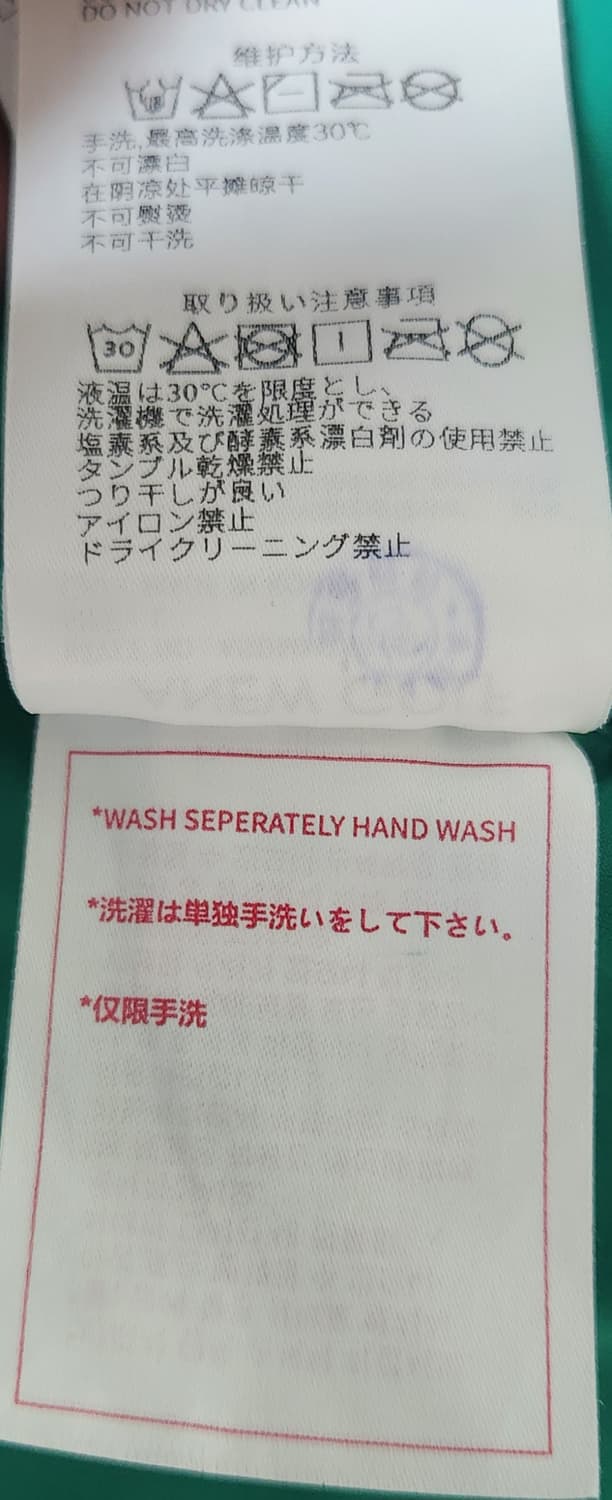 DO NOT DRY CLEAN
维护方法
手洗,最高洗涤温度30℃
不可漂白
在阴凉处平摊晾干
不可熨烫
不可干洗
取り扱い注意事項
30
液温は30℃を限度とし、
洗濯機で洗濯処理ができる
塩素系及び酵素系漂白剤の使用禁止
タンブル乾燥禁止
つり干しが良い
アイロン禁止
ドライクリーニング禁止
*WASH SEPERATELY HAND WASH
*洗濯は単独手洗いをして下さい。
*仅限手洗